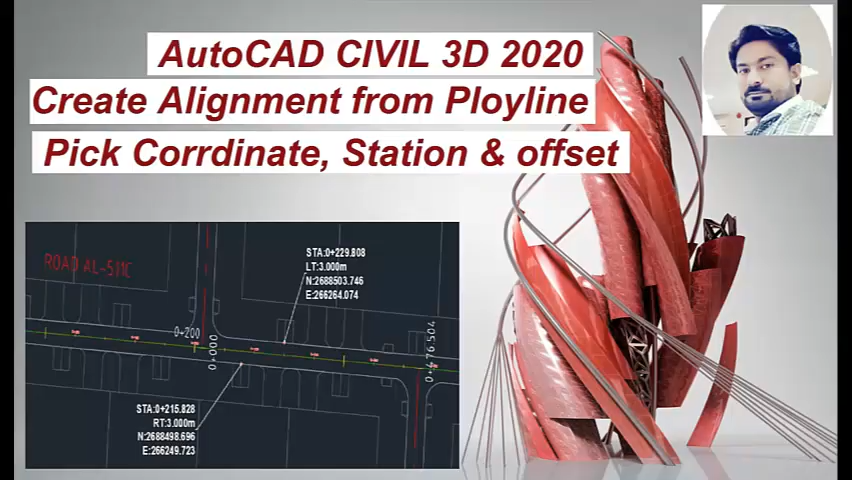 AutoCAD CIVIL 3D 2020
Create Alignment from Ployline
Pick Corrdinate, Station & offset
STA:0+229.808
LT:3.000m
N:2688503.746
E:266264.074
ROAD AL-511C
0+200
0+000
0+476.504
STA:0+215.828
RT:3.000m
N:2688498.696
E:266249.723